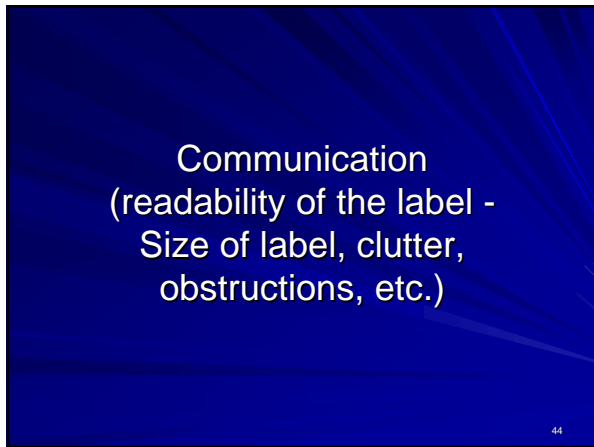 Communication
(readability of the label -
Size of label, clutter,
obstructions, etc.)
44